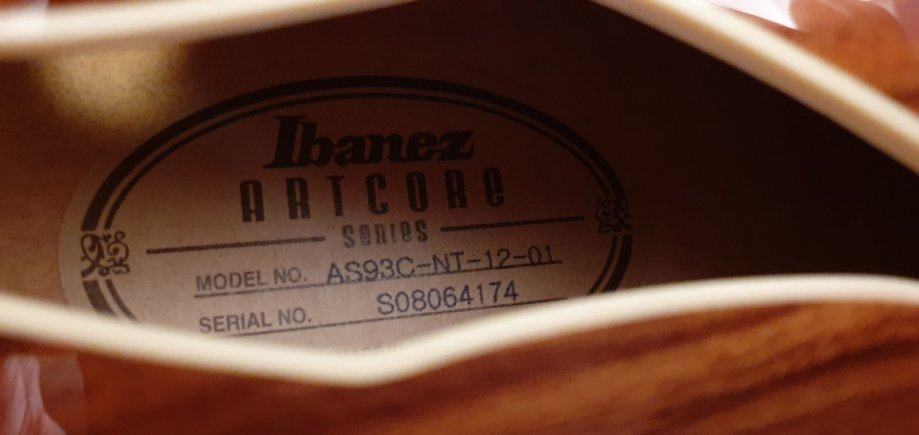 Ibanez
ARTCORe
series
MODEL NO. AS93C-NT-12-01
SERIAL NO. S08064174